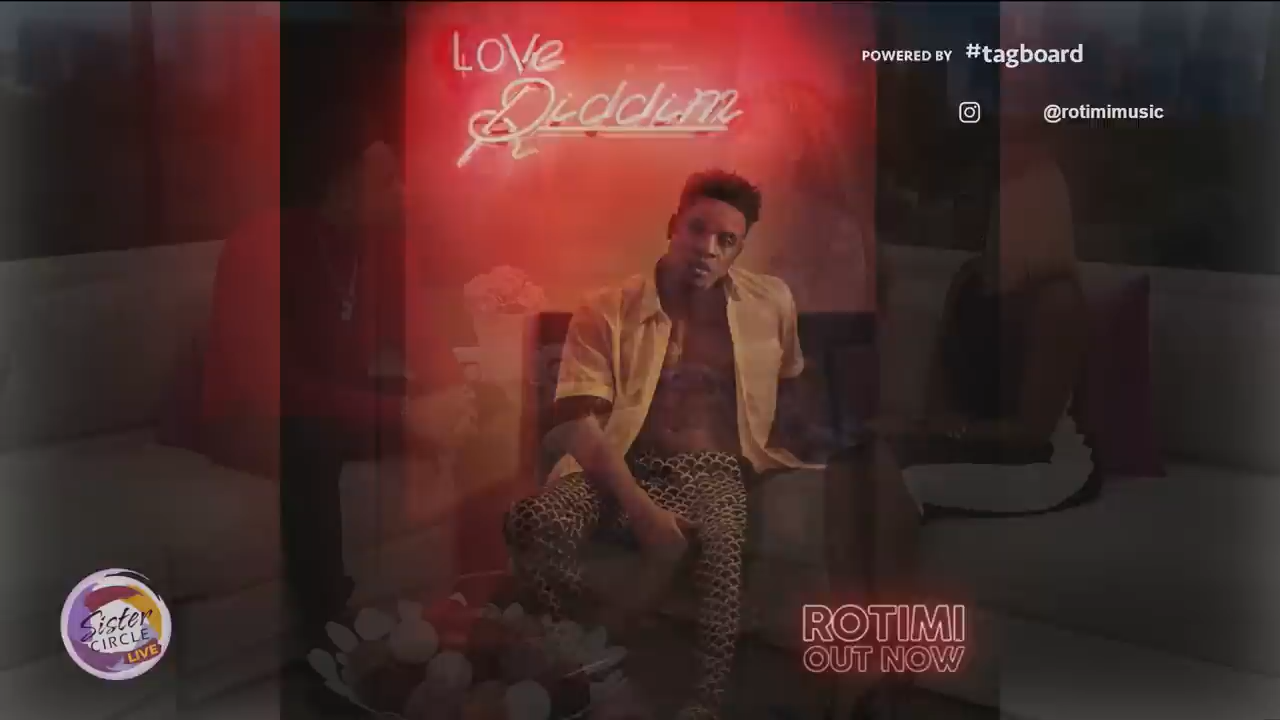 LOVe
Riddim
POWERED BY #tagboard
@rotimimusic
Sister
CIRCLE
LIVE
ROTIMI
OUT NOW